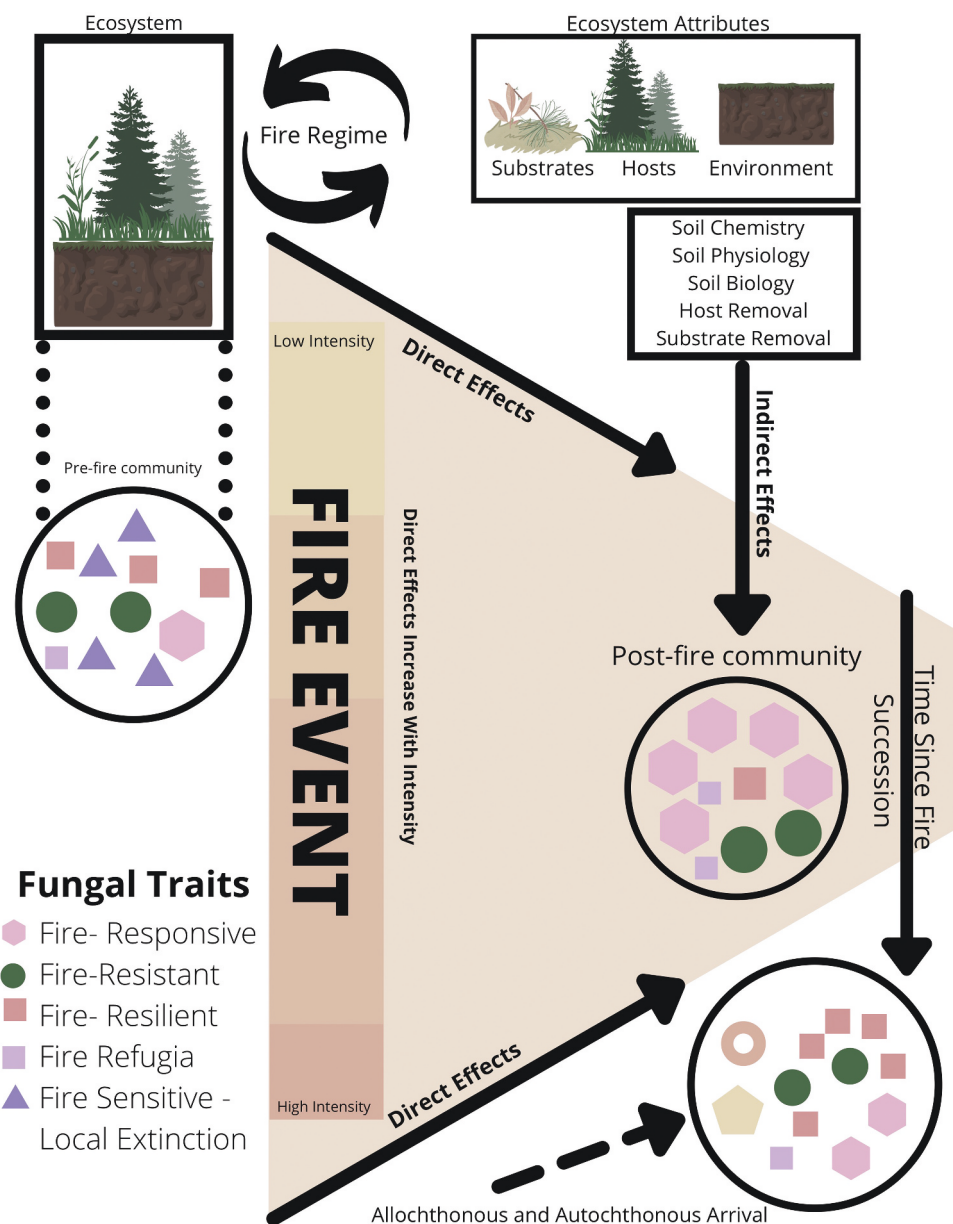 Ecosystem
Fire Regime
Ecosystem Attributes
Substrates
Hosts
Environment
Soil Chemistry
Soil Physiology
Soil Biology
Host Removal
Substrate Removal
Low Intensity
Direct Effects
Indirect Effects
Pre-fire community
FIRE EVENT
Direct Effects Increase With Intensity
Post-fire community
Time Since Fire
Succession
Fungal Traits
Fire- Responsive
Fire-Resistant
Fire- Resilient
Fire Refugia
Fire Sensitive -
Local Extinction
High Intensity
Direct Effects
Allochthonous and Autochthonous Arrival